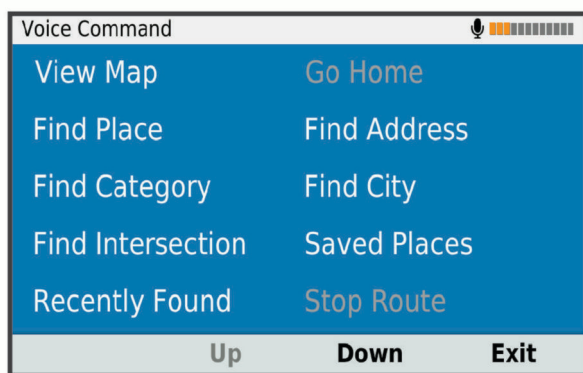 Voice Command
View Map Go Home
Find Place Find Address
Find Category Find City
Find Intersection Saved Places
Recently Found Stop Route
Up Down Exit